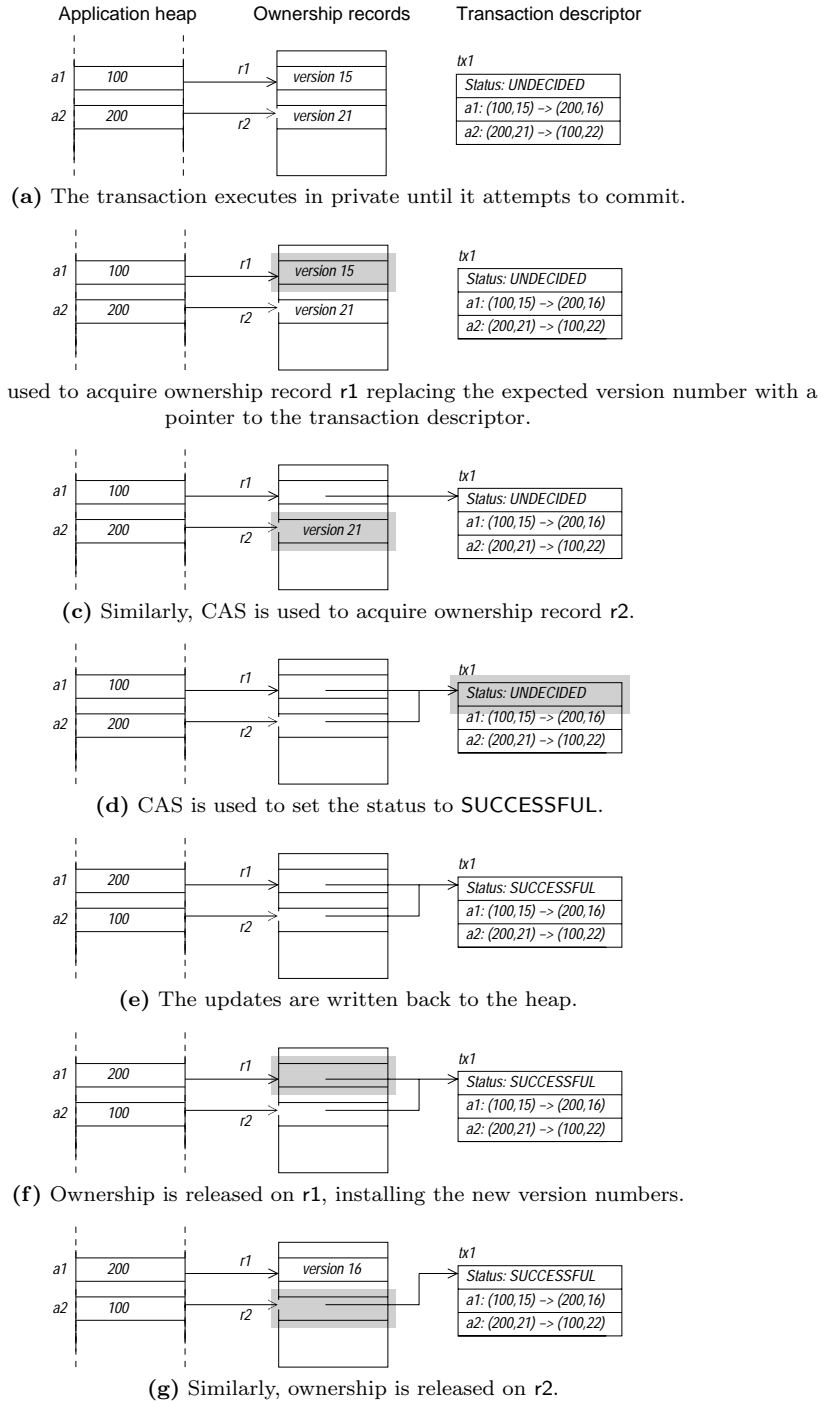 Application heap Ownership records Transaction descriptor
tx1
a1 100 r1 version 15 Status: UNDECIDED
a1: (100,15) –> (200,16)
a2 200 r2 version 21 a2: (200,21) –> (100,22)
(a) The transaction executes in private until it attempts to commit.
tx1
a1 100 r1 version 15 Status: UNDECIDED
a1: (100,15) –> (200,16)
a2 200 r2 version 21 a2: (200,21) –> (100,22)
used to acquire ownership record r1 replacing the expected version number with a
pointer to the transaction descriptor.
tx1
a1 100 r1 Status: UNDECIDED
a1: (100,15) –> (200,16)
a2 200 r2 version 21 a2: (200,21) –> (100,22)
(c) Similarly, CAS is used to acquire ownership record r2.
tx1
a1 100 r1 Status: UNDECIDED
a1: (100,15) –> (200,16)
a2 200 r2 a2: (200,21) –> (100,22)
(d) CAS is used to set the status to SUCCESSFUL.
tx1
a1 200 r1 Status: SUCCESSFUL
a1: (100,15) –> (200,16)
a2 100 r2 a2: (200,21) –> (100,22)
(e) The updates are written back to the heap.
tx1
a1 200 r1 Status: SUCCESSFUL
a1: (100,15) –> (200,16)
a2 100 r2 a2: (200,21) –> (100,22)
(f) Ownership is released on r1, installing the new version numbers.
tx1
a1 200 r1 version 16 Status: SUCCESSFUL
a1: (100,15) –> (200,16)
a2 100 r2 a2: (200,21) –> (100,22)
(g) Similarly, ownership is released on r2.